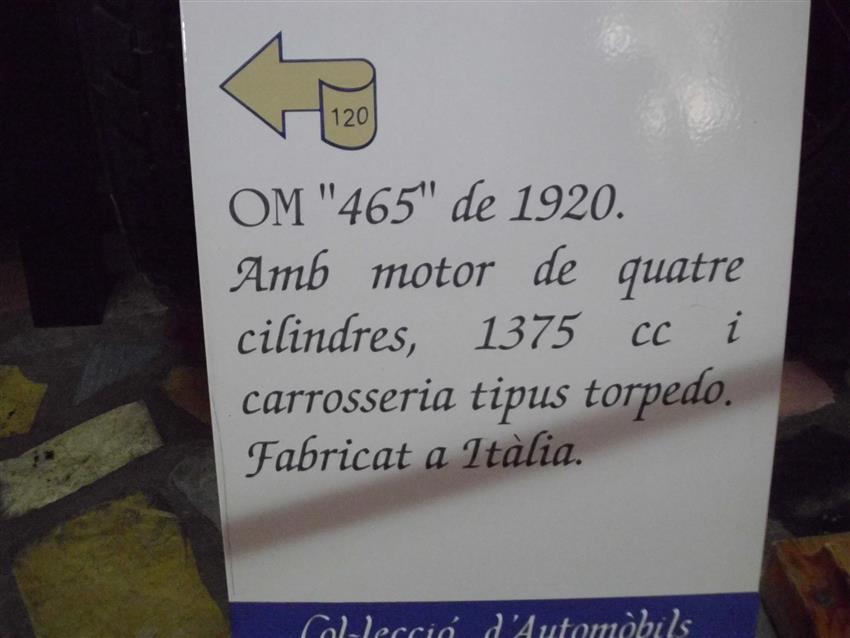 120
OM "465" de 1920.
Amb motor de quatre
cilindres, 1375 cc i
carrosseria tipus torpedo.
Fabricat a Itàlia.
Col·lecció d'Automòbils